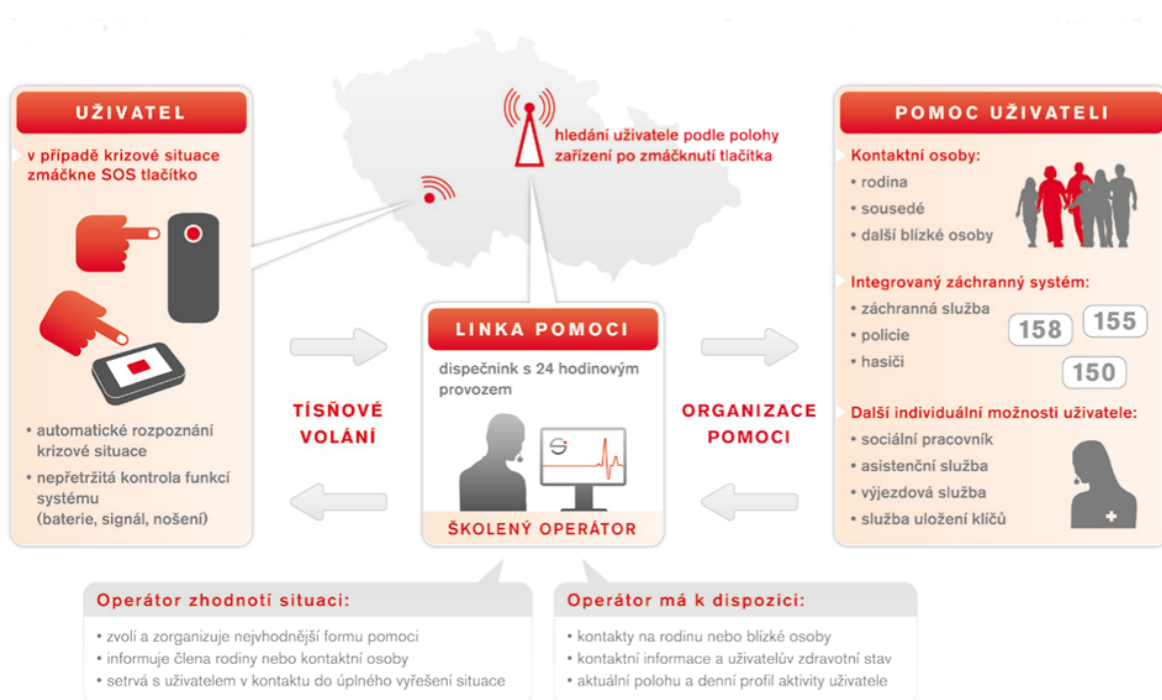 UŽIVATEL
v případě krizové situace
zmáčkne SOS tlačítko
• automatické rozpoznání
krizové situace
• nepřetržitá kontrola funkcí
systému
(baterie, signál, nošení)
hledání uživatele podle polohy
zařízení po zmáčknutí tlačítka
TÍSŇOVÉ
VOLÁNÍ
LINKA POMOCI
dispečnink s 24 hodinovým
provozem
ŠKOLENÝ OPERÁTOR
ORGANIZACE
POMOCI
POMOC UŽIVATELI
Kontaktní osoby:
• rodina
• sousedé
• další blízké osoby
Integrovaný záchranný systém:
• záchranná služba
• policie
• hasiči
158
155
150
Další individuální možnosti uživatele:
• sociální pracovník
• asistenční služba
• výjezdová služba
• služba uložení klíčů
Operátor zhodnotí situaci:
• zvolí a zorganizuje nejvhodnější formu pomoci
• informuje člena rodiny nebo kontaktní osoby
• setrvá s uživatelem v kontaktu do úplného vyřešení situace
Operátor má k dispozici:
• kontakty na rodinu nebo blízké osoby
• kontaktní informace a uživatelův zdravotní stav
• aktuální polohu a denní profil aktivity uživatele